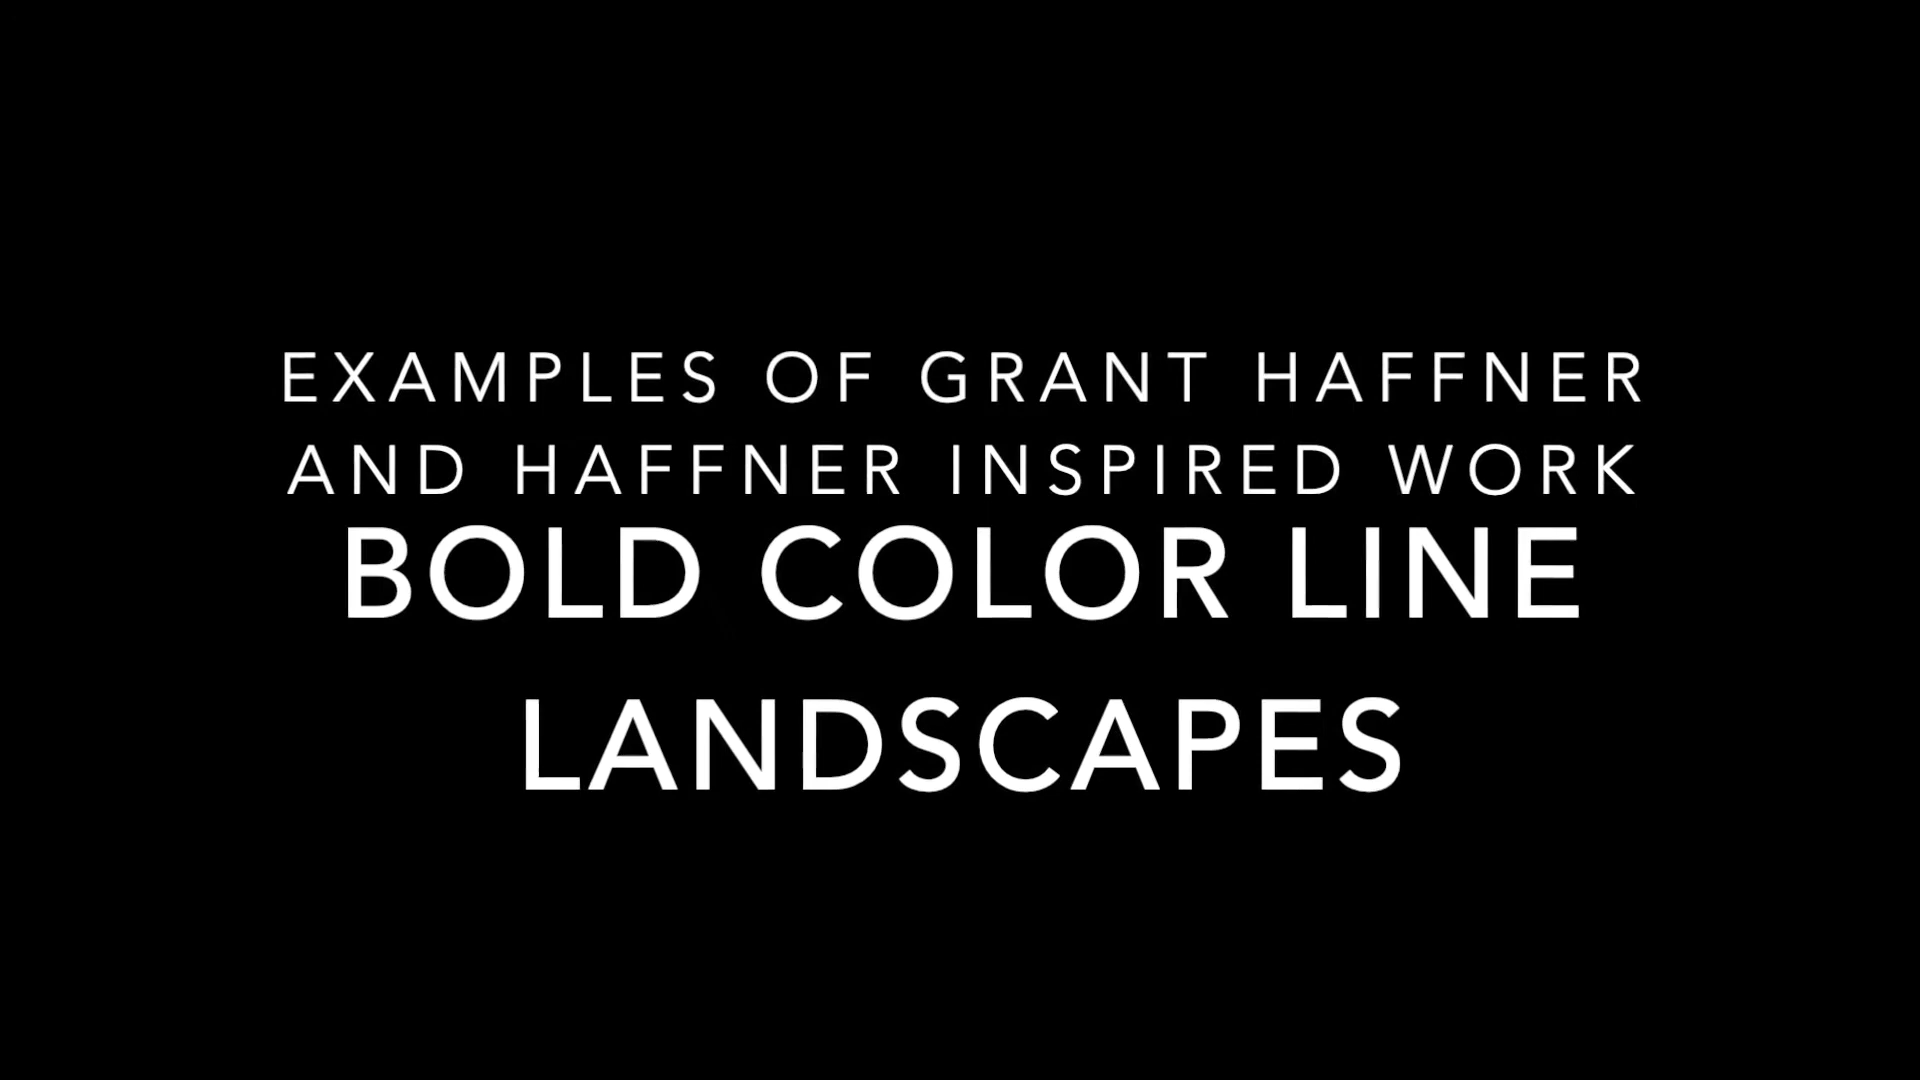 EXAMPLES OF GRANT HAFFNER
AND HAFFNER INSPIRED WORK
BOLD COLOR LINE
LANDSCAPES